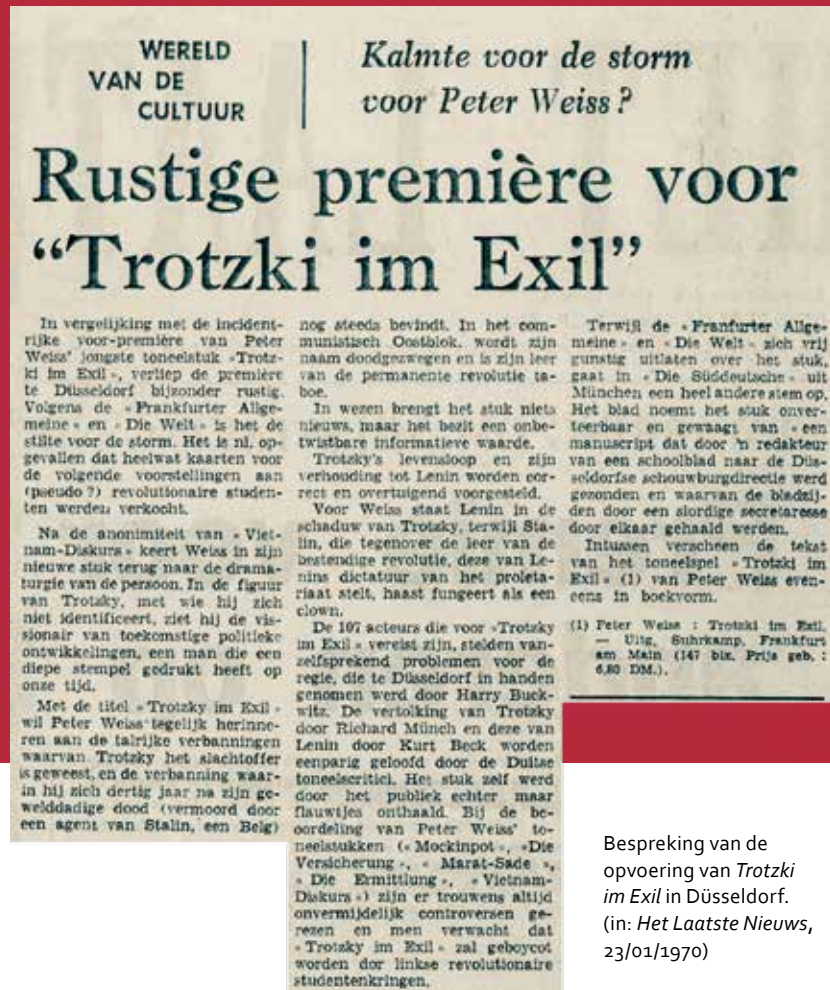 WERELD
VAN DE
CULTUUR
Kalmte voor de storm
voor Peter Weiss ?
Rustige première voor
“Trotzki im Exil”
In vergelijking met de incident-
rijke voor-première van Peter
Weiss' jongste toneelstuk «Trotz-
ki im Exil», verliep de première
te Düsseldorf bijzonder rustig.
Volgens de «Frankfurter Allge-
meine» en «Die Welt» is het de
stilte voor de storm. Het is nl. op-
gevallen dat heelwat kaarten voor
de volgende voorstellingen aan
(pseudo ?) revolutionaire studen-
ten werden verkocht.
Na de anonimiteit van «Viet-
nam-Diskurs» keert Weiss in zijn
nieuwe stuk terug naar de drama-
turgie van de persoon. In de figuur
van Trotzky, met wie hij zich
niet identificeert, ziet hij de vis-
sionair van toekomstige politieke
ontwikkelingen, een man die een
diepe stempel gedrukt heeft op
onze tijd.
Met de titel «Trotzky im Exil»
wil Peter Weiss tegelijk herinne-
ren aan de talrijke verbanningen
waarvan Trotzky het slachtoffer
is geweest, en de verbanning waar-
in hij zich dertig jaar na zijn ge-
welddadige dood (vermoord door
een agent van Stalin, een Belg)
nog steeds bevindt. In het com-
munistisch Oostblok, wordt zijn
naam doodgezwegen en is zijn leer
van de permanente revolutie ta-
boe.
In wezen brengt het stuk niets
nieuws, maar het bezit een onbe-
twistbare informatieve waarde.
Trotzky's levensloop en zijn
verhouding tot Lenin worden cor-
rect en overtuigend voorgesteld.
Voor Weiss staat Lenin in de
schaduw van Trotzky, terwijl Sta-
lin, die tegenover de leer van de
bestendige revolutie, deze van Le-
nins dictatuur van het proleta-
riaat stelt, haast fungeert als een
clown.
De 107 acteurs die voor «Trotzky
im Exil» vereist zijn, stelden van-
zelfsprekend problemen voor de
regie, die te Düsseldorf in handen
genomen werd door Harry Buck-
witz. De vertolking van Trotzky
door Richard Münch en deze van
Lenin door Kurt Beck worden
eenparig geloofd door de Duitse
toneelscritici. Het stuk zelf werd
door het publiek echter maar
flauwtjes onthaald. Bij de be-
oordeling van Peter Weiss' to-
neelstukken («Mockinpot», «Die
Versicherung», « Marat-Sade »,
« Die Ermittlung», «Vietnam-
Diskurs») zijn er trouwens altijd
onvermijdelijk controversen ge-
rezen en men verwacht dat
«Trotzky im Exil» zal geboycot
worden dor linkse revolutionaire
studentenkringen.
Terwijl de «Franfurter Allge-
meine» en «Die Welt» zich vrij
gunstig uitlaten over het stuk,
gaat in «Die Süddeutsche» uit
München een heel andere stem op.
Het blad noemt het stuk onver-
teerbaar en gewaagt van «een
manuscript dat door 'n redakteur
van een schoolblad naar de Düs-
seldorfse schouwburgdirectie werd
gezonden en waarvan de bladzij-
den door een slordige secretaresse
door elkaar gehaald werden.
Intussen verscheen de tekst
van het toneelspel «Trotzki im
Exil» (1) van Peter Weiss even-
eens in boekvorm.
(1) Peter Weiss : Trotzki im Exil.
— Uitg. Suhrkamp, Frankfurt
am Main (147 blz. Prijs geb. :
6,80 DM.).
Bespreking van de
opvoering van Trotzki
im Exil in Düsseldorf.
(in: Het Laatste Nieuws,
23/01/1970)